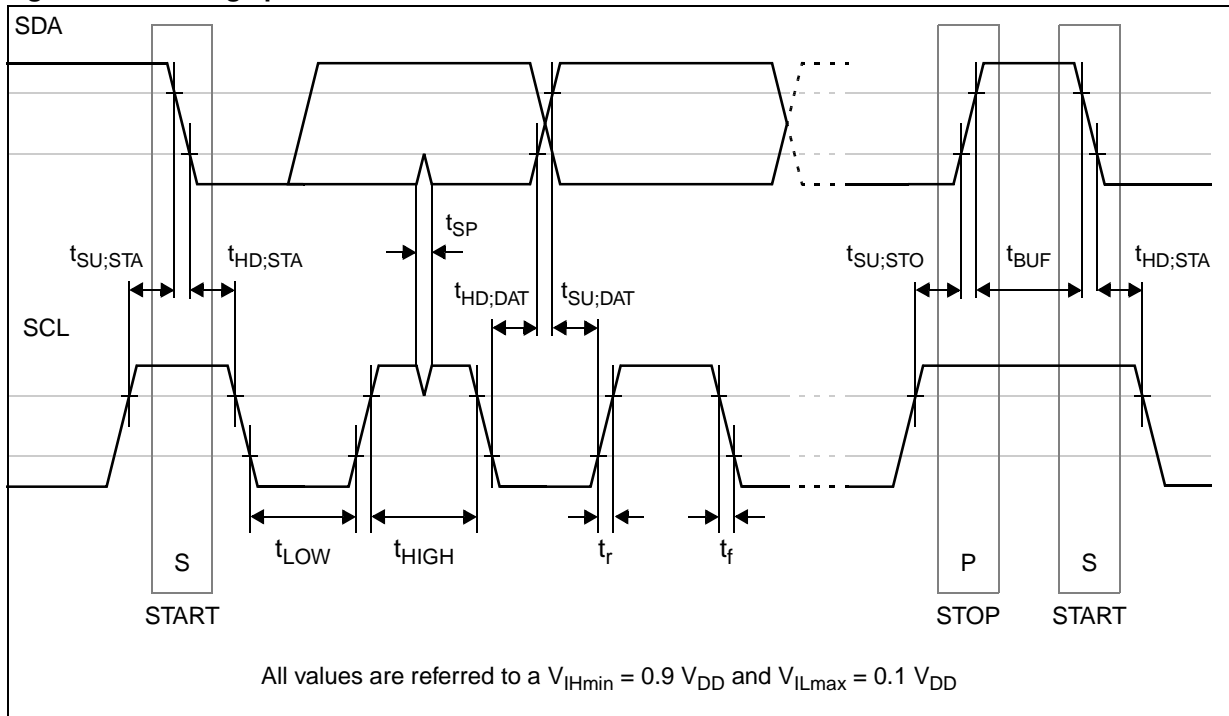 SDA
tSP
tSU;STA
tHD;STA
tSU;STO
tBUF
tHD;STA
tHD;DAT
tSU;DAT
SCL
tLOW
tHIGH
tr
tf
S
P
S
START
STOP
START
All values are referred to a VIHmin = 0.9 VDD and VILmax = 0.1 VDD